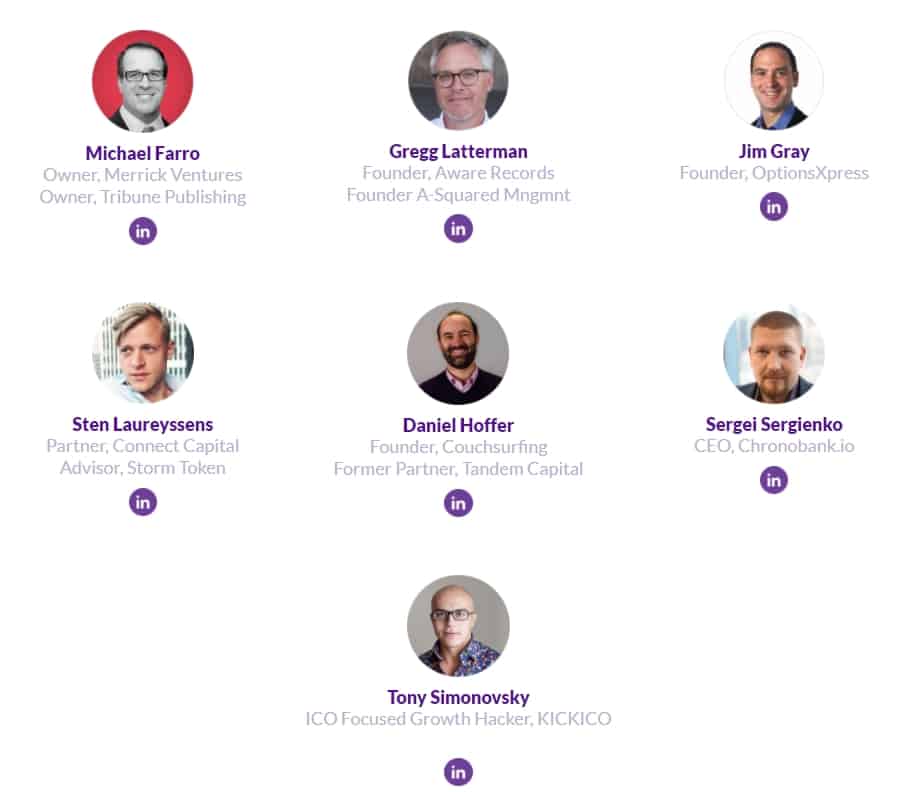 Michael Farro
Owner, Merrick Ventures
Owner, Tribune Publishing
in
Gregg Latterman
Founder, Aware Records
Founder A-Squared Mngmnt
in
Jim Gray
Founder, OptionsXpress
in
Sten Laureyssens
Partner, Connect Capital
Advisor, Storm Token
in
Daniel Hoffer
Founder, Couchsurfing
Former Partner, Tandem Capital
in
Sergei Sergienko
CEO, Chronobank.io
in
Tony Simonovsky
ICO Focused Growth Hacker, KICKICO
in